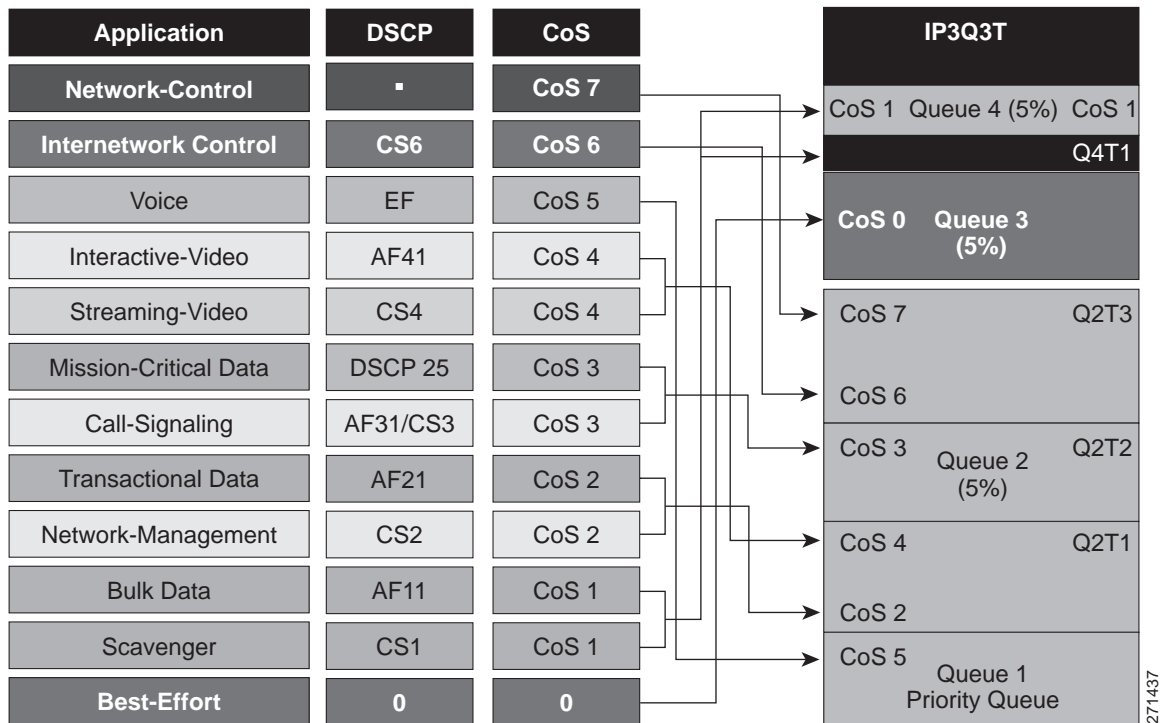 Application DSCP CoS IP3Q3T
Network-Control - CoS 7
CoS 1 Queue 4 (5%) CoS 1
Internetwork Control CS6 CoS 6
Q4T1
Voice EF CoS 5
CoS 0 Queue 3
(5%)
Interactive-Video AF41 CoS 4
Streaming-Video CS4 CoS 4
CoS 7 Q2T3
Mission-Critical Data DSCP 25 CoS 3
CoS 6
Call-Signaling AF31/CS3 CoS 3
CoS 3 Queue 2 Q2T2
(5%)
Transactional Data AF21 CoS 2
Network-Management CS2 CoS 2
CoS 4 Q2T1
Bulk Data AF11 CoS 1
CoS 2
Scavenger CS1 CoS 1
CoS 5 Queue 1
Priority Queue
Best-Effort 0 0
271437